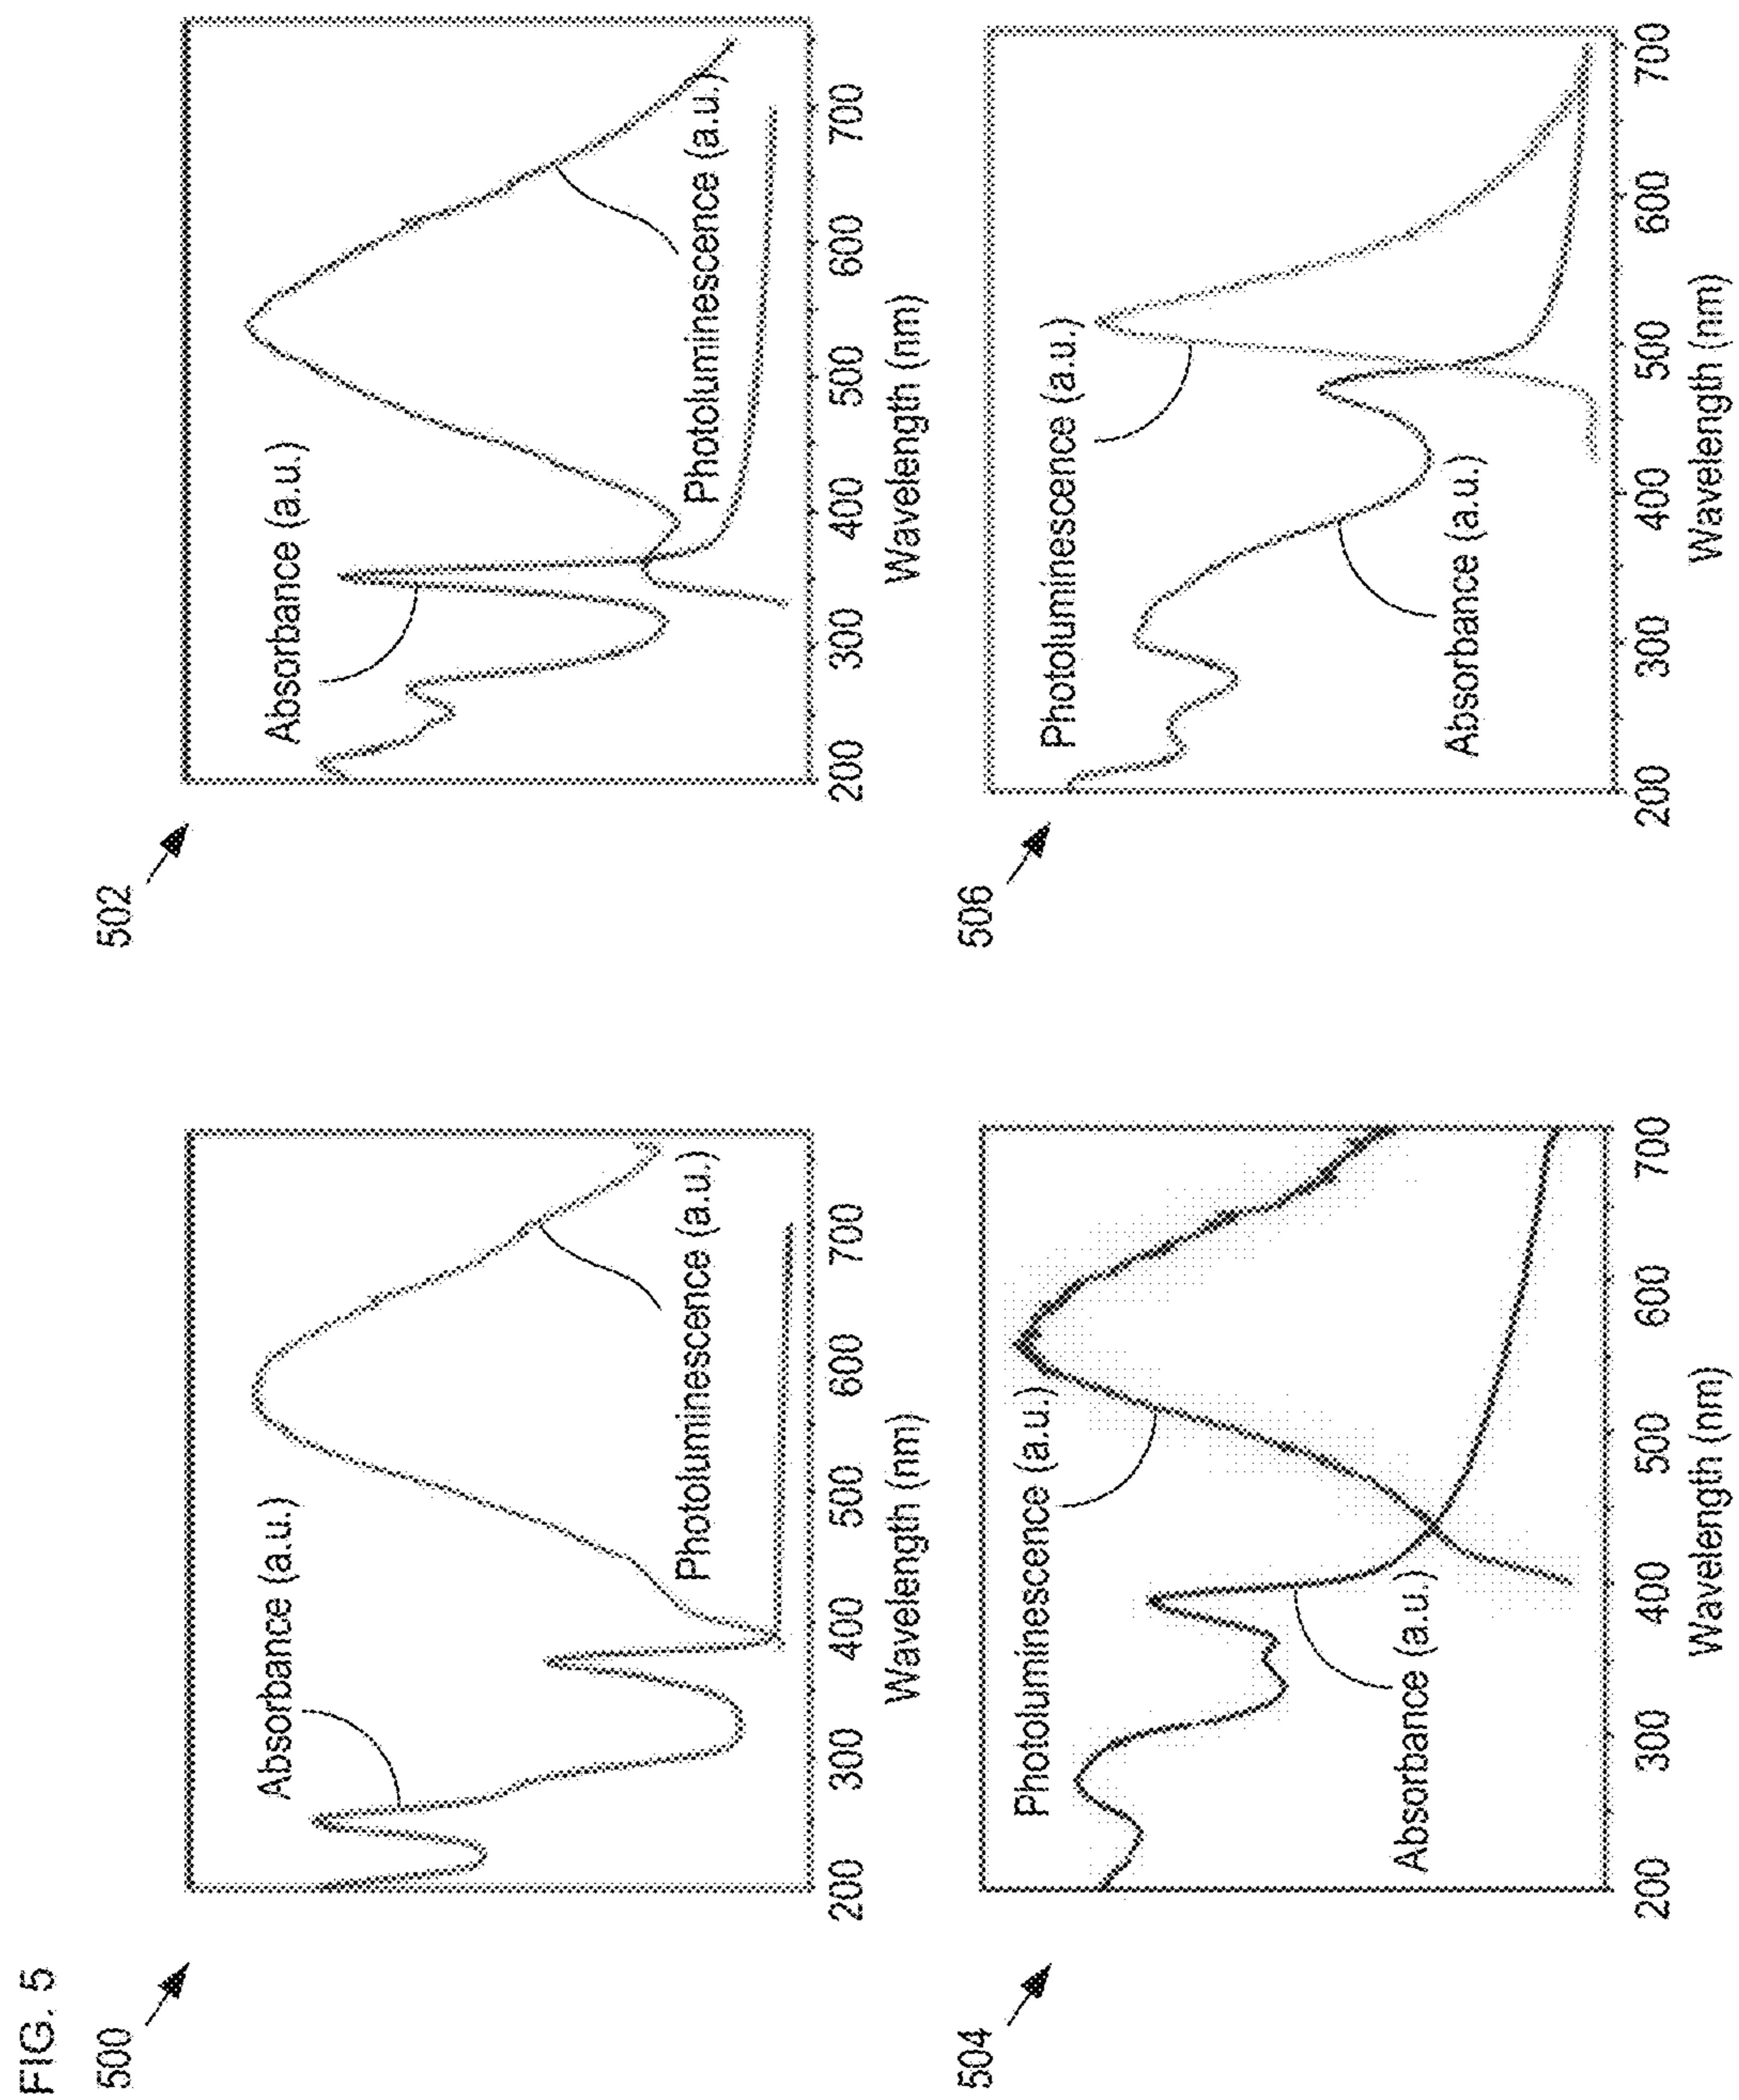 FIG. 5
500
Absorbance (a.u.)
Photoluminescence (a.u.)
200 300 400 500 600 700
Wavelength (nm)
502
Absorbance (a.u.)
Photoluminescence (a.u.)
200 300 400 500 600 700
Wavelength (nm)
504
Photoluminescence (a.u.)
Absorbance (a.u.)
200 300 400 500 600 700
Wavelength (nm)
506
Photoluminescence (a.u.)
Absorbance (a.u.)
200 300 400 500 600 700
Wavelength (nm)